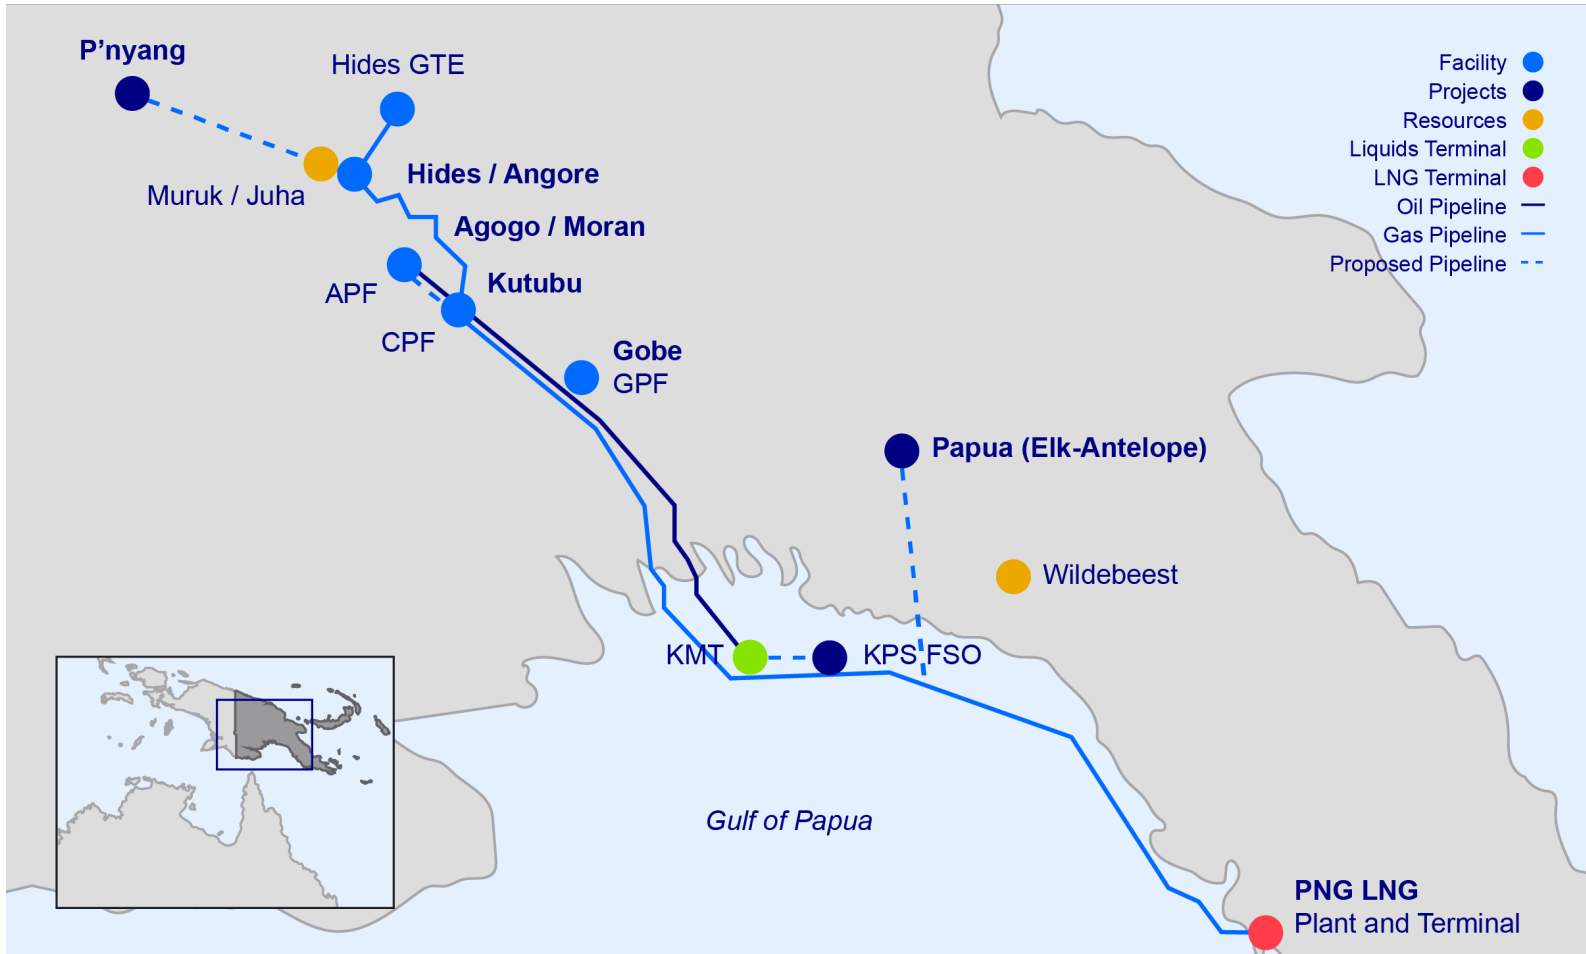 P’nyang
Hides GTE
Muruk / Juha
Hides / Angore
Agogo / Moran
APF
Kutubu
CPF
Gobe
GPF
Papua (Elk-Antelope)
Wildebeest
KMT
KPS FSO
Gulf of Papua
PNG LNG
Plant and Terminal
Facility
Projects
Resources
Liquids Terminal
LNG Terminal
Oil Pipeline
Gas Pipeline
Proposed Pipeline